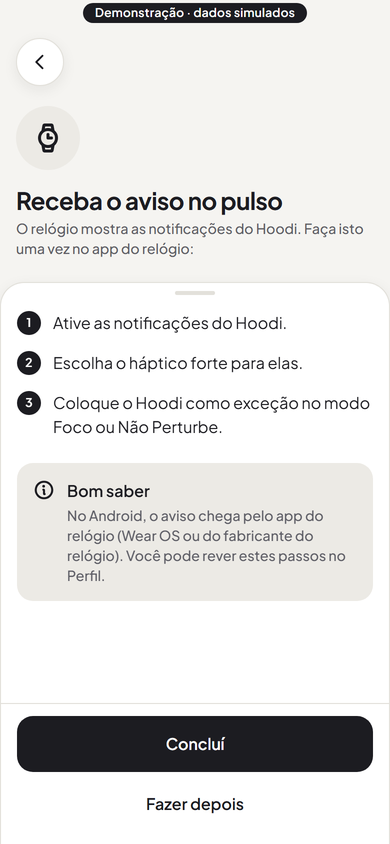 Demonstração · dados simulados
Receba o aviso no pulso
O relógio mostra as notificações do Hoodi. Faça isto
uma vez no app do relógio:
1 Ative as notificações do Hoodi.
2 Escolha o háptico forte para elas.
3 Coloque o Hoodi como exceção no modo
Foco ou Não Perturbe.
Bom saber
No Android, o aviso chega pelo app do
relógio (Wear OS ou do fabricante do
relógio). Você pode rever estes passos no
Perfil.
Concluí
Fazer depois